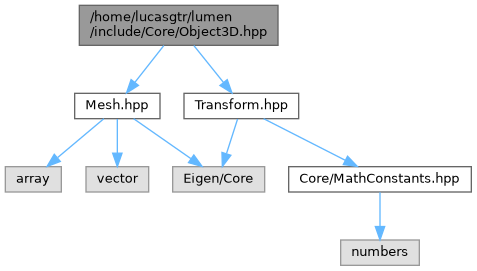 /home/lucasgtr/lumen
/include/Core/Object3D.hpp
Mesh.hpp
Transform.hpp
array
vector
Eigen/Core
Core/MathConstants.hpp
numbers